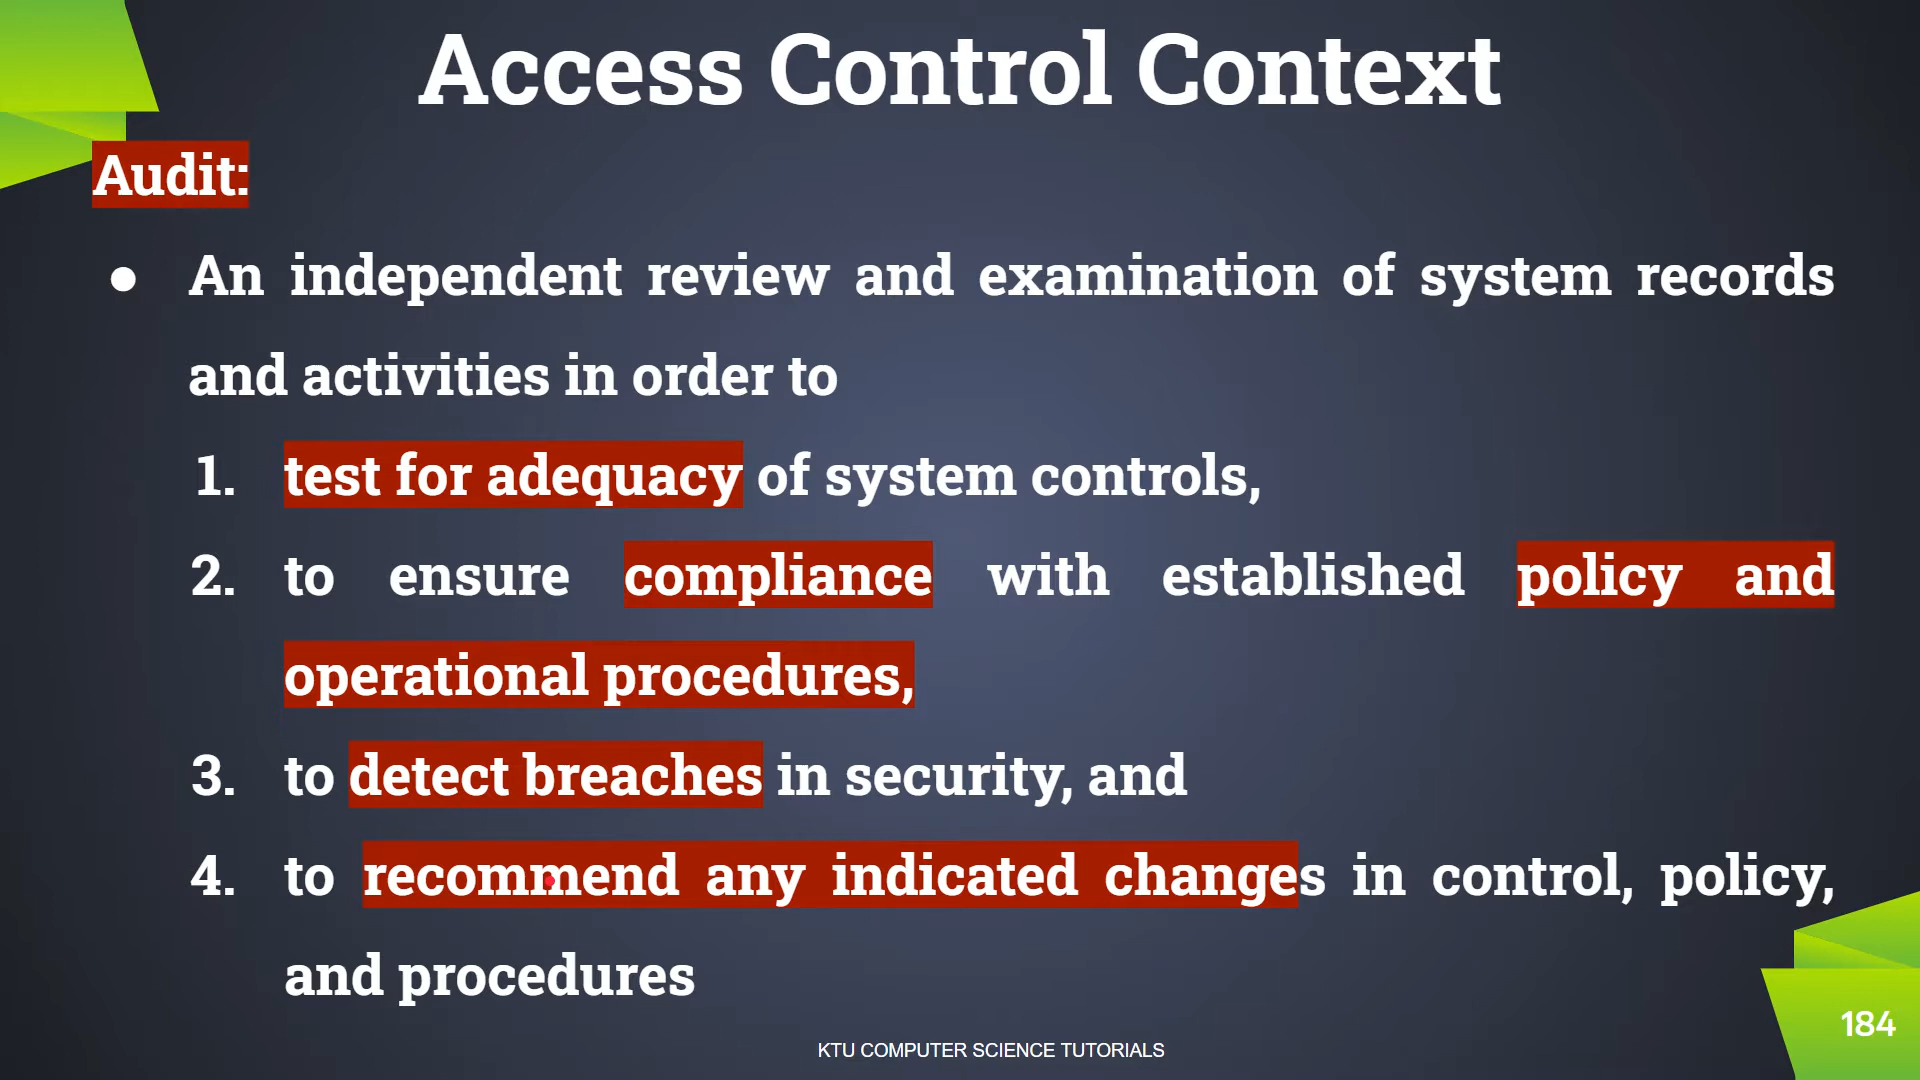 Access Control Context
Audit:
● An independent review and examination of system records
and activities in order to
1. test for adequacy of system controls,
2. to ensure compliance with established policy and
operational procedures,
3. to detect breaches in security, and
4. to recommend any indicated changes in control, policy,
and procedures
184
KTU COMPUTER SCIENCE TUTORIALS